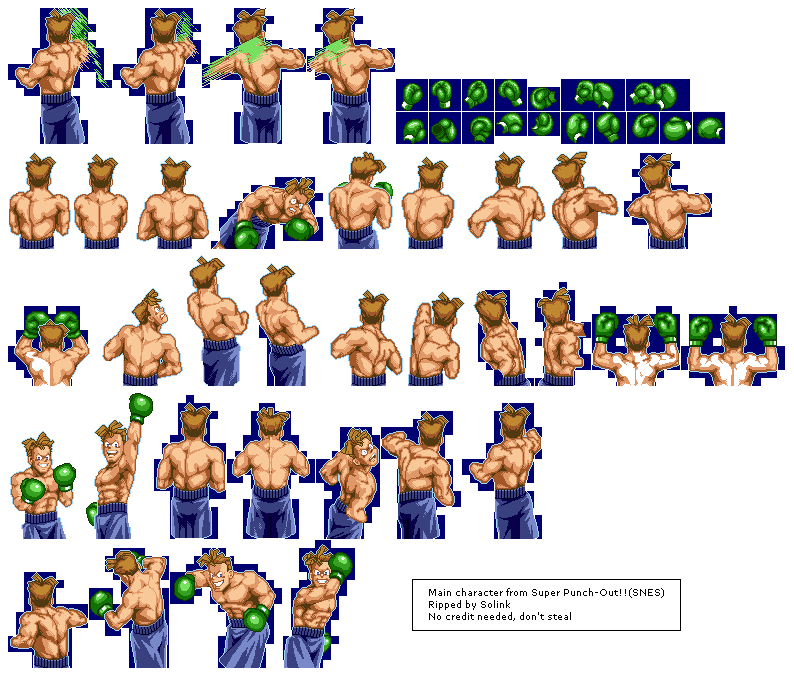 Main character from Super Punch-Out!!(SNES)
Ripped by Solink
No credit needed, don't steal